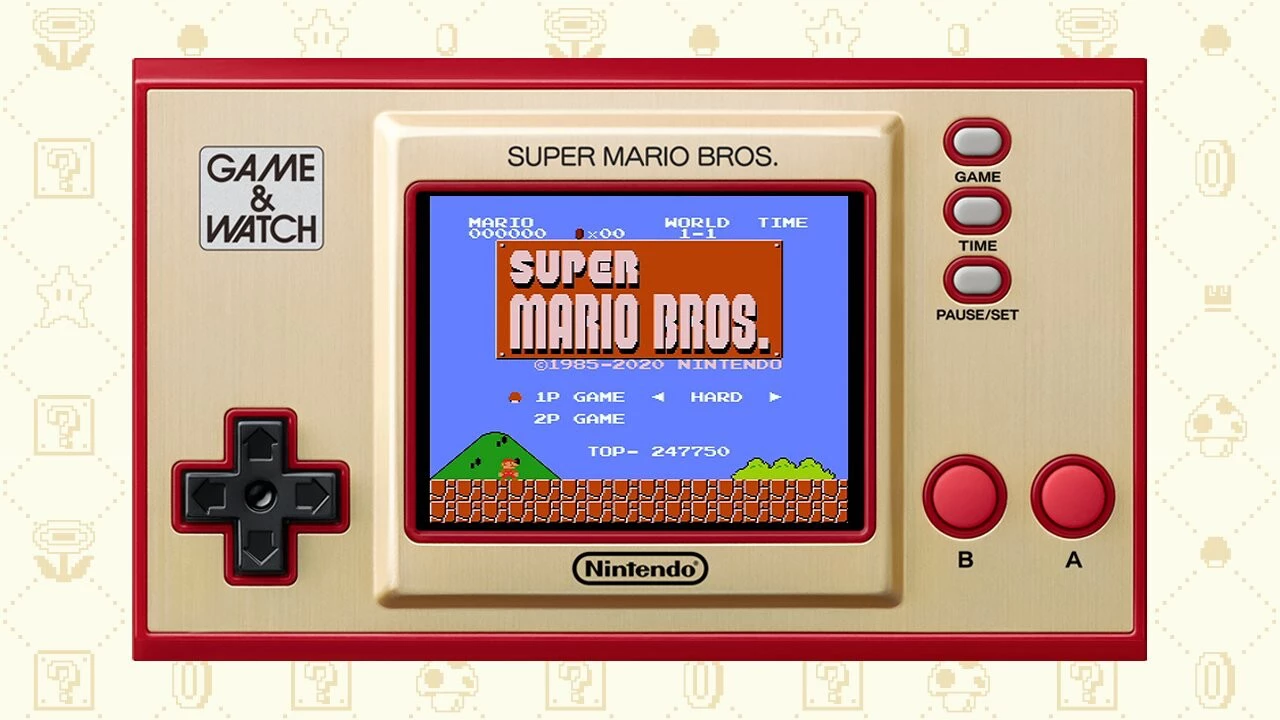 GAME
&
WATCH
SUPER MARIO BROS.
MARIO WORLD TIME
000000 ×00 1-1
SUPER
MARIO BROS.
©1985-2020 NINTENDO
1P GAME ◄ HARD ►
2P GAME
TOP- 247750
Nintendo®
GAME
TIME
PAUSE/SET
B A